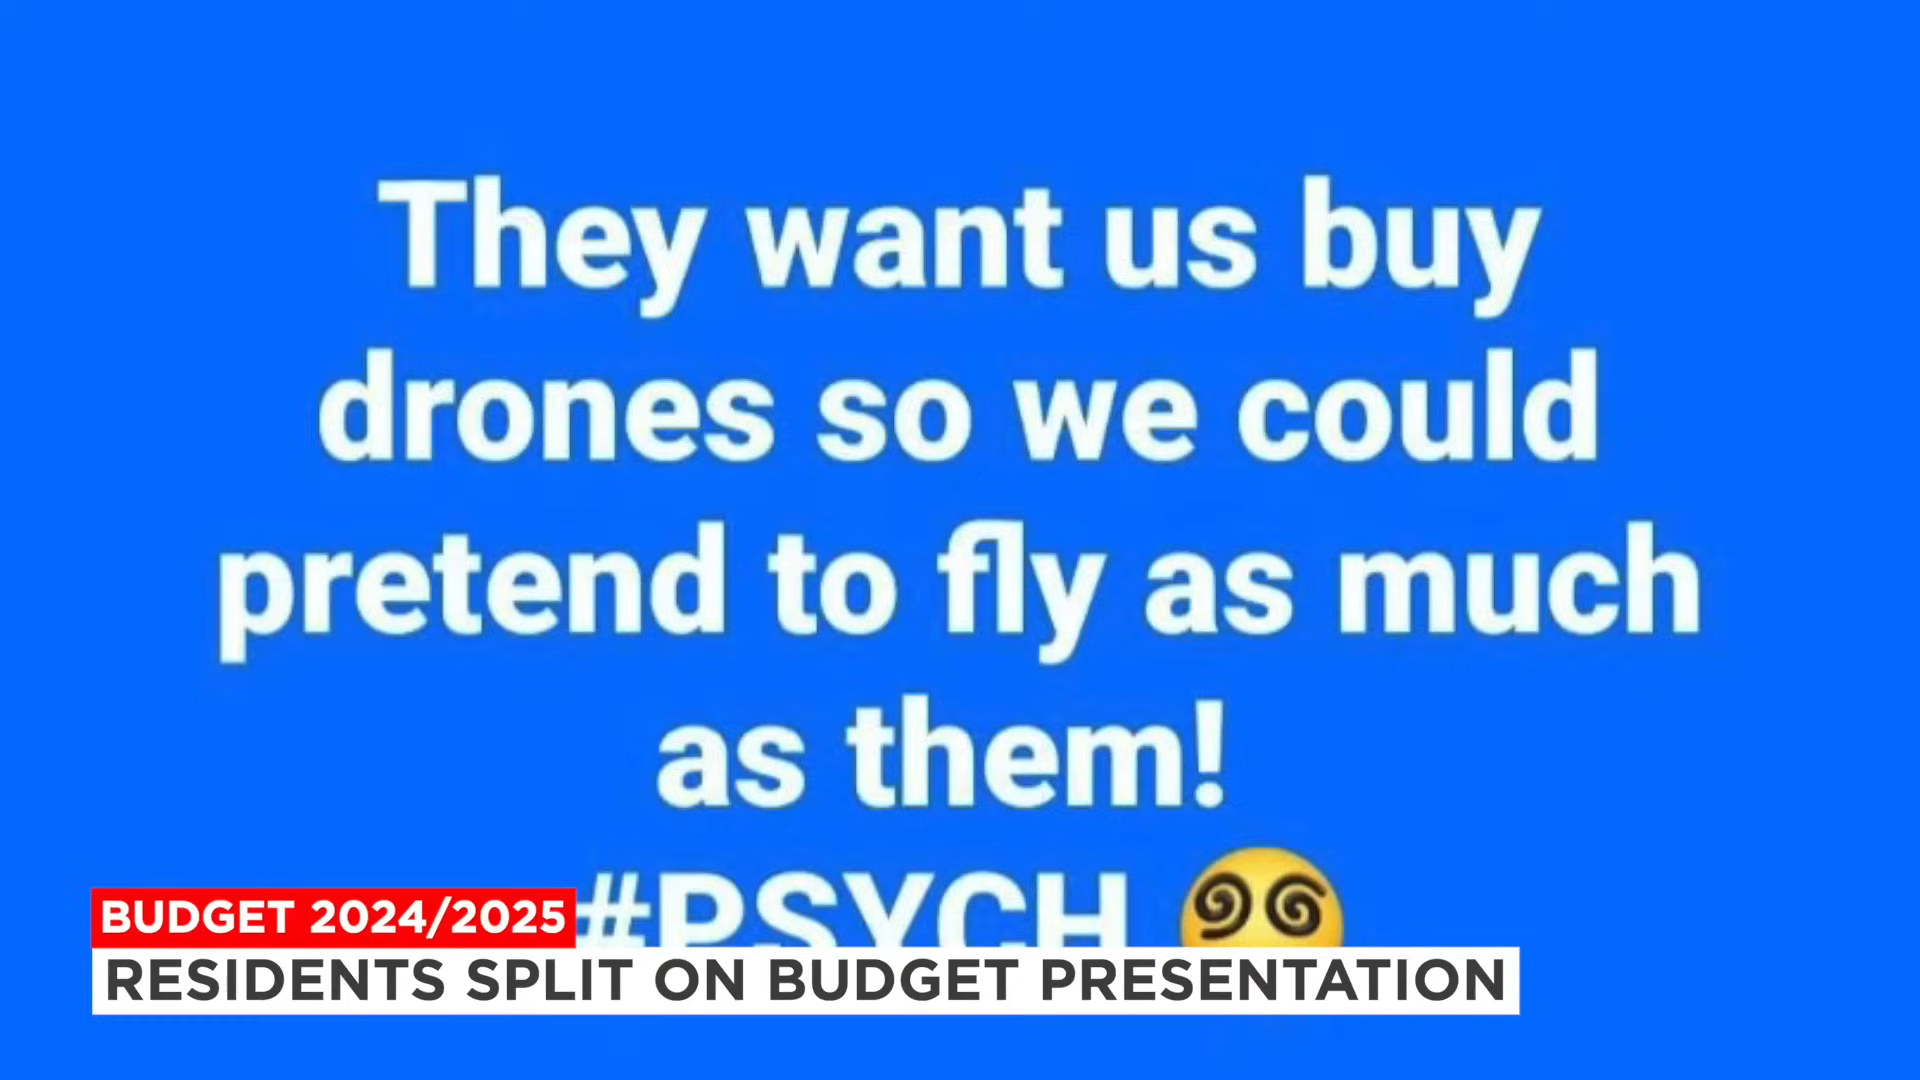 They want us buy
drones so we could
pretend to fly as much
as them!
#PSYCH
BUDGET 2024/2025
RESIDENTS SPLIT ON BUDGET PRESENTATION